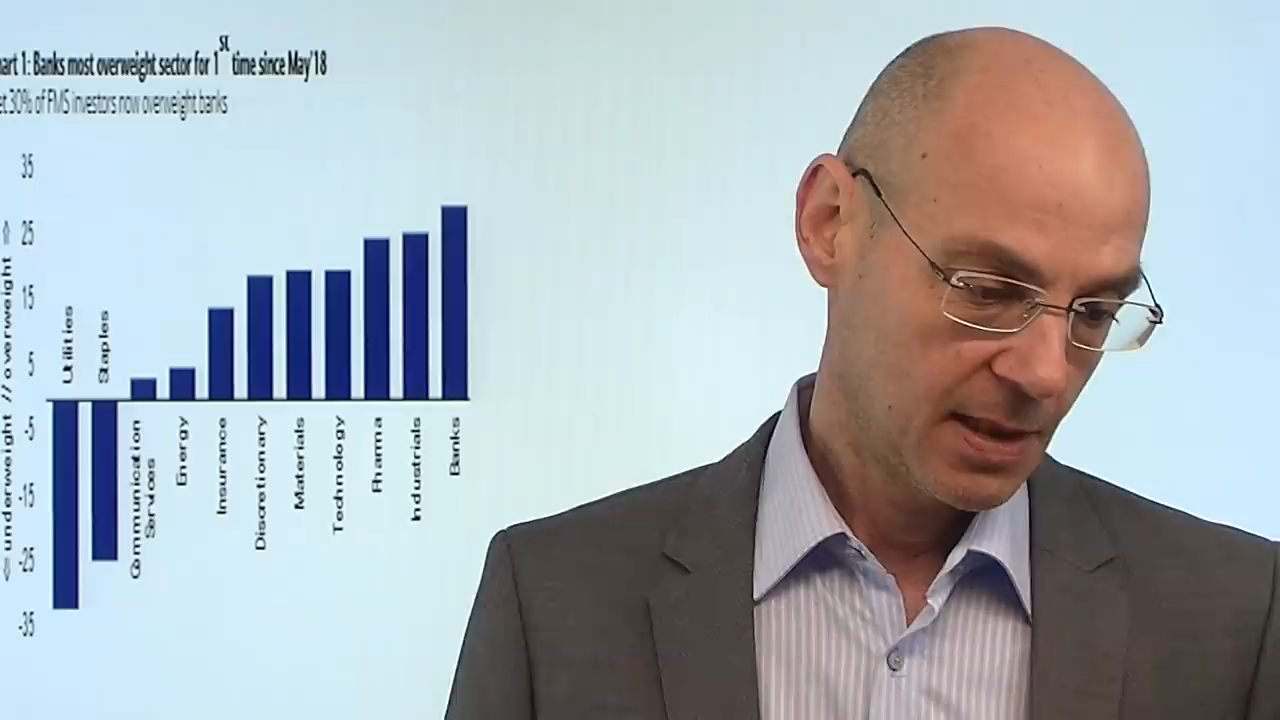 art 1: Banks most overweight sector for 1st time since May'18
et 30% of FMS investors now overweight banks
35
25
15
5
-5
-15
-25
-35
<= underweight // overweight =>
Utilities
Staples
Communication
Services
Energy
Insurance
Discretionary
Materials
Technology
Pharma
Industrials
Banks